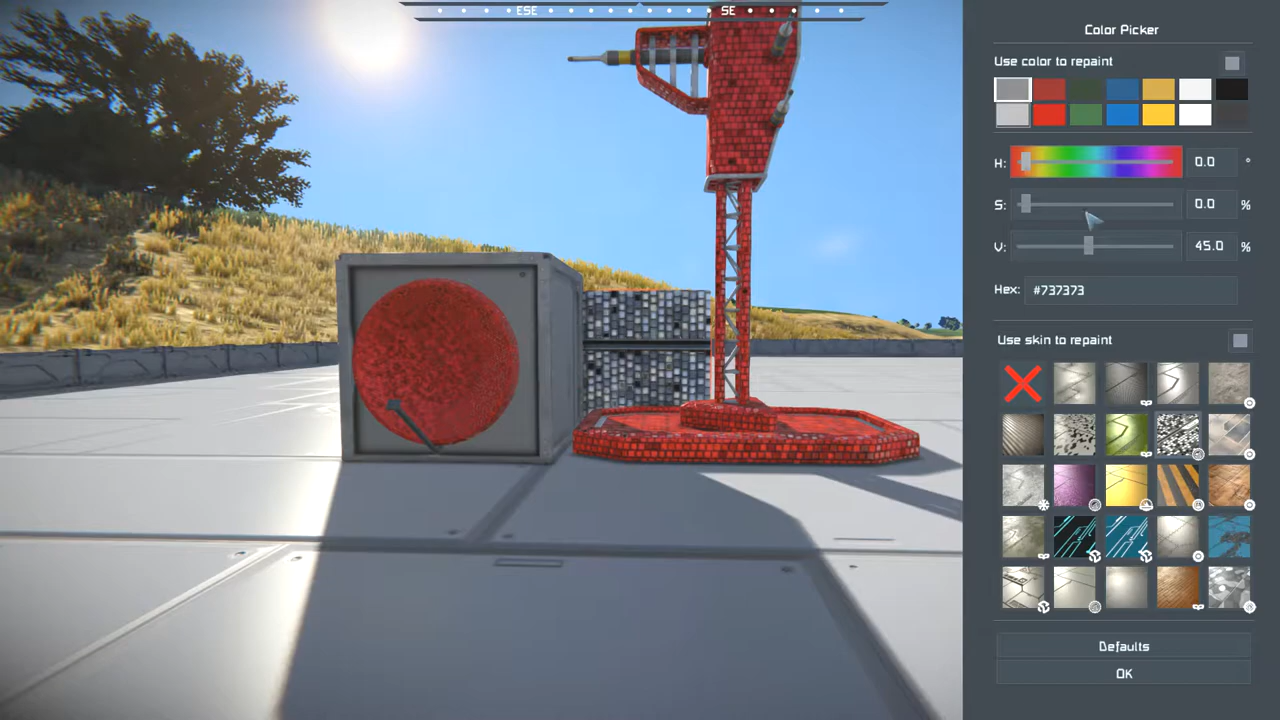 ESE SE
Color Picker
Use color to repaint
H: 0.0 °
S: 0.0 %
V: 45.0 %
Hex: #737373
Use skin to repaint
Defaults
OK